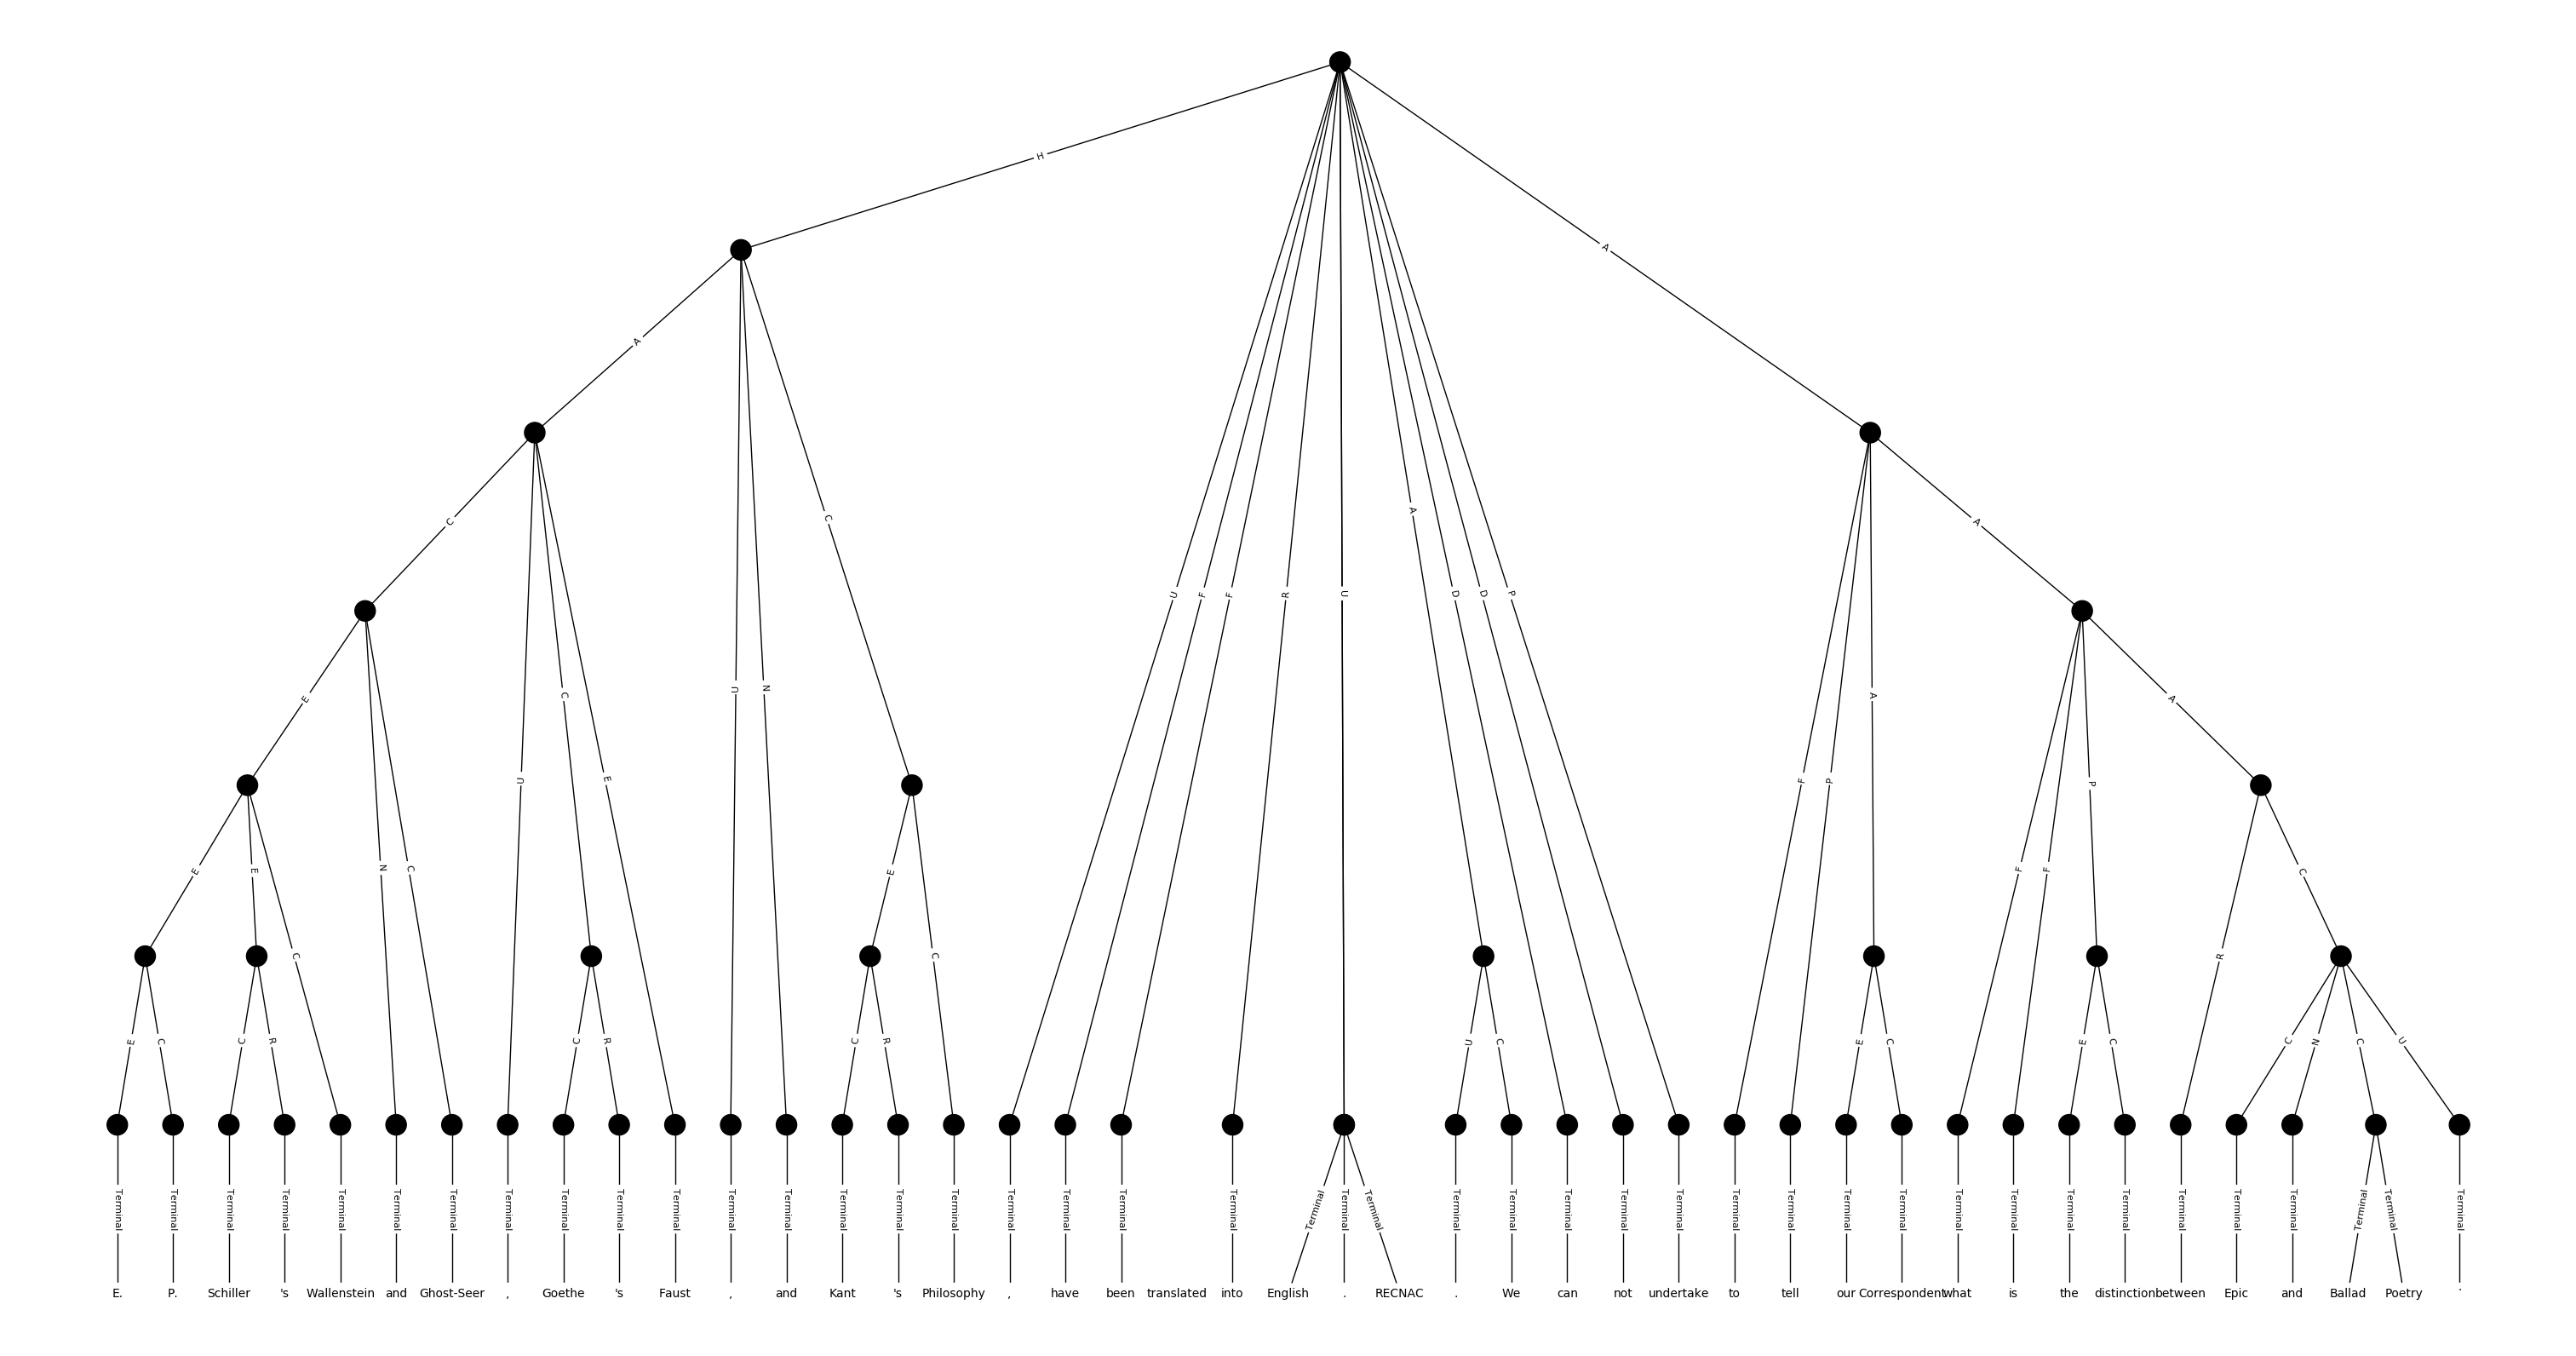 H
A
A
C
C
A
E
U
N
U
F
F
R
U
A
D
D
P
A
A
E
E
C
N
C
U
C
E
E
C
F
P
F
F
P
R
C
E
C
C
R
C
R
C
R
U
C
E
C
E
C
C
N
C
U
Terminal Terminal Terminal Terminal Terminal Terminal Terminal Terminal Terminal Terminal Terminal Terminal Terminal Terminal Terminal Terminal Terminal Terminal Terminal Terminal Terminal Terminal Terminal Terminal Terminal Terminal Terminal Terminal Terminal Terminal Terminal Terminal Terminal Terminal Terminal Terminal Terminal Terminal Terminal Terminal Terminal
E. P. Schiller 's Wallenstein and Ghost-Seer , Goethe 's Faust , and Kant 's Philosophy , have been translated into English . RECNAC . We can not undertake to tell our Correspondent what is the distinction between Epic and Ballad Poetry .